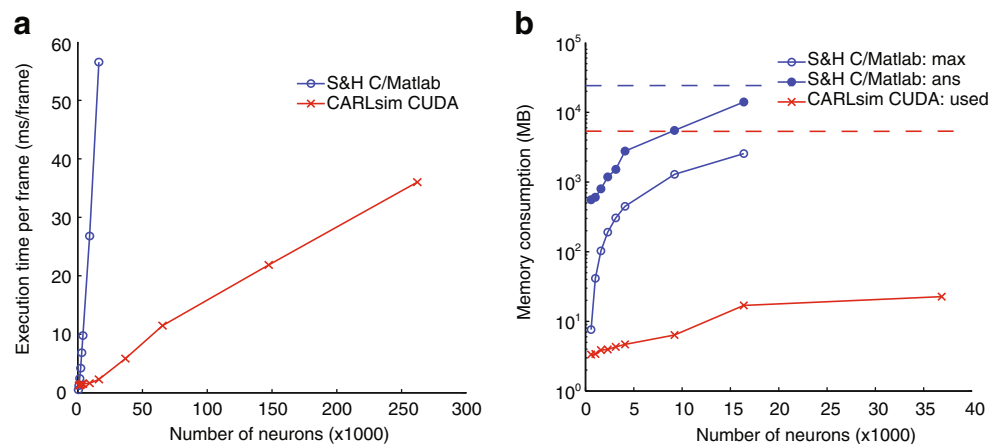 a
60
50
40
30
20
10
0
Execution time per frame (ms/frame)
S&H C/Matlab
CARLsim CUDA
0 50 100 150 200 250 300
Number of neurons (x1000)
b
10^5
10^4
10^3
10^2
10^1
10^0
Memory consumption (MB)
S&H C/Matlab: max
S&H C/Matlab: ans
CARLsim CUDA: used
0 5 10 15 20 25 30 35 40
Number of neurons (x1000)